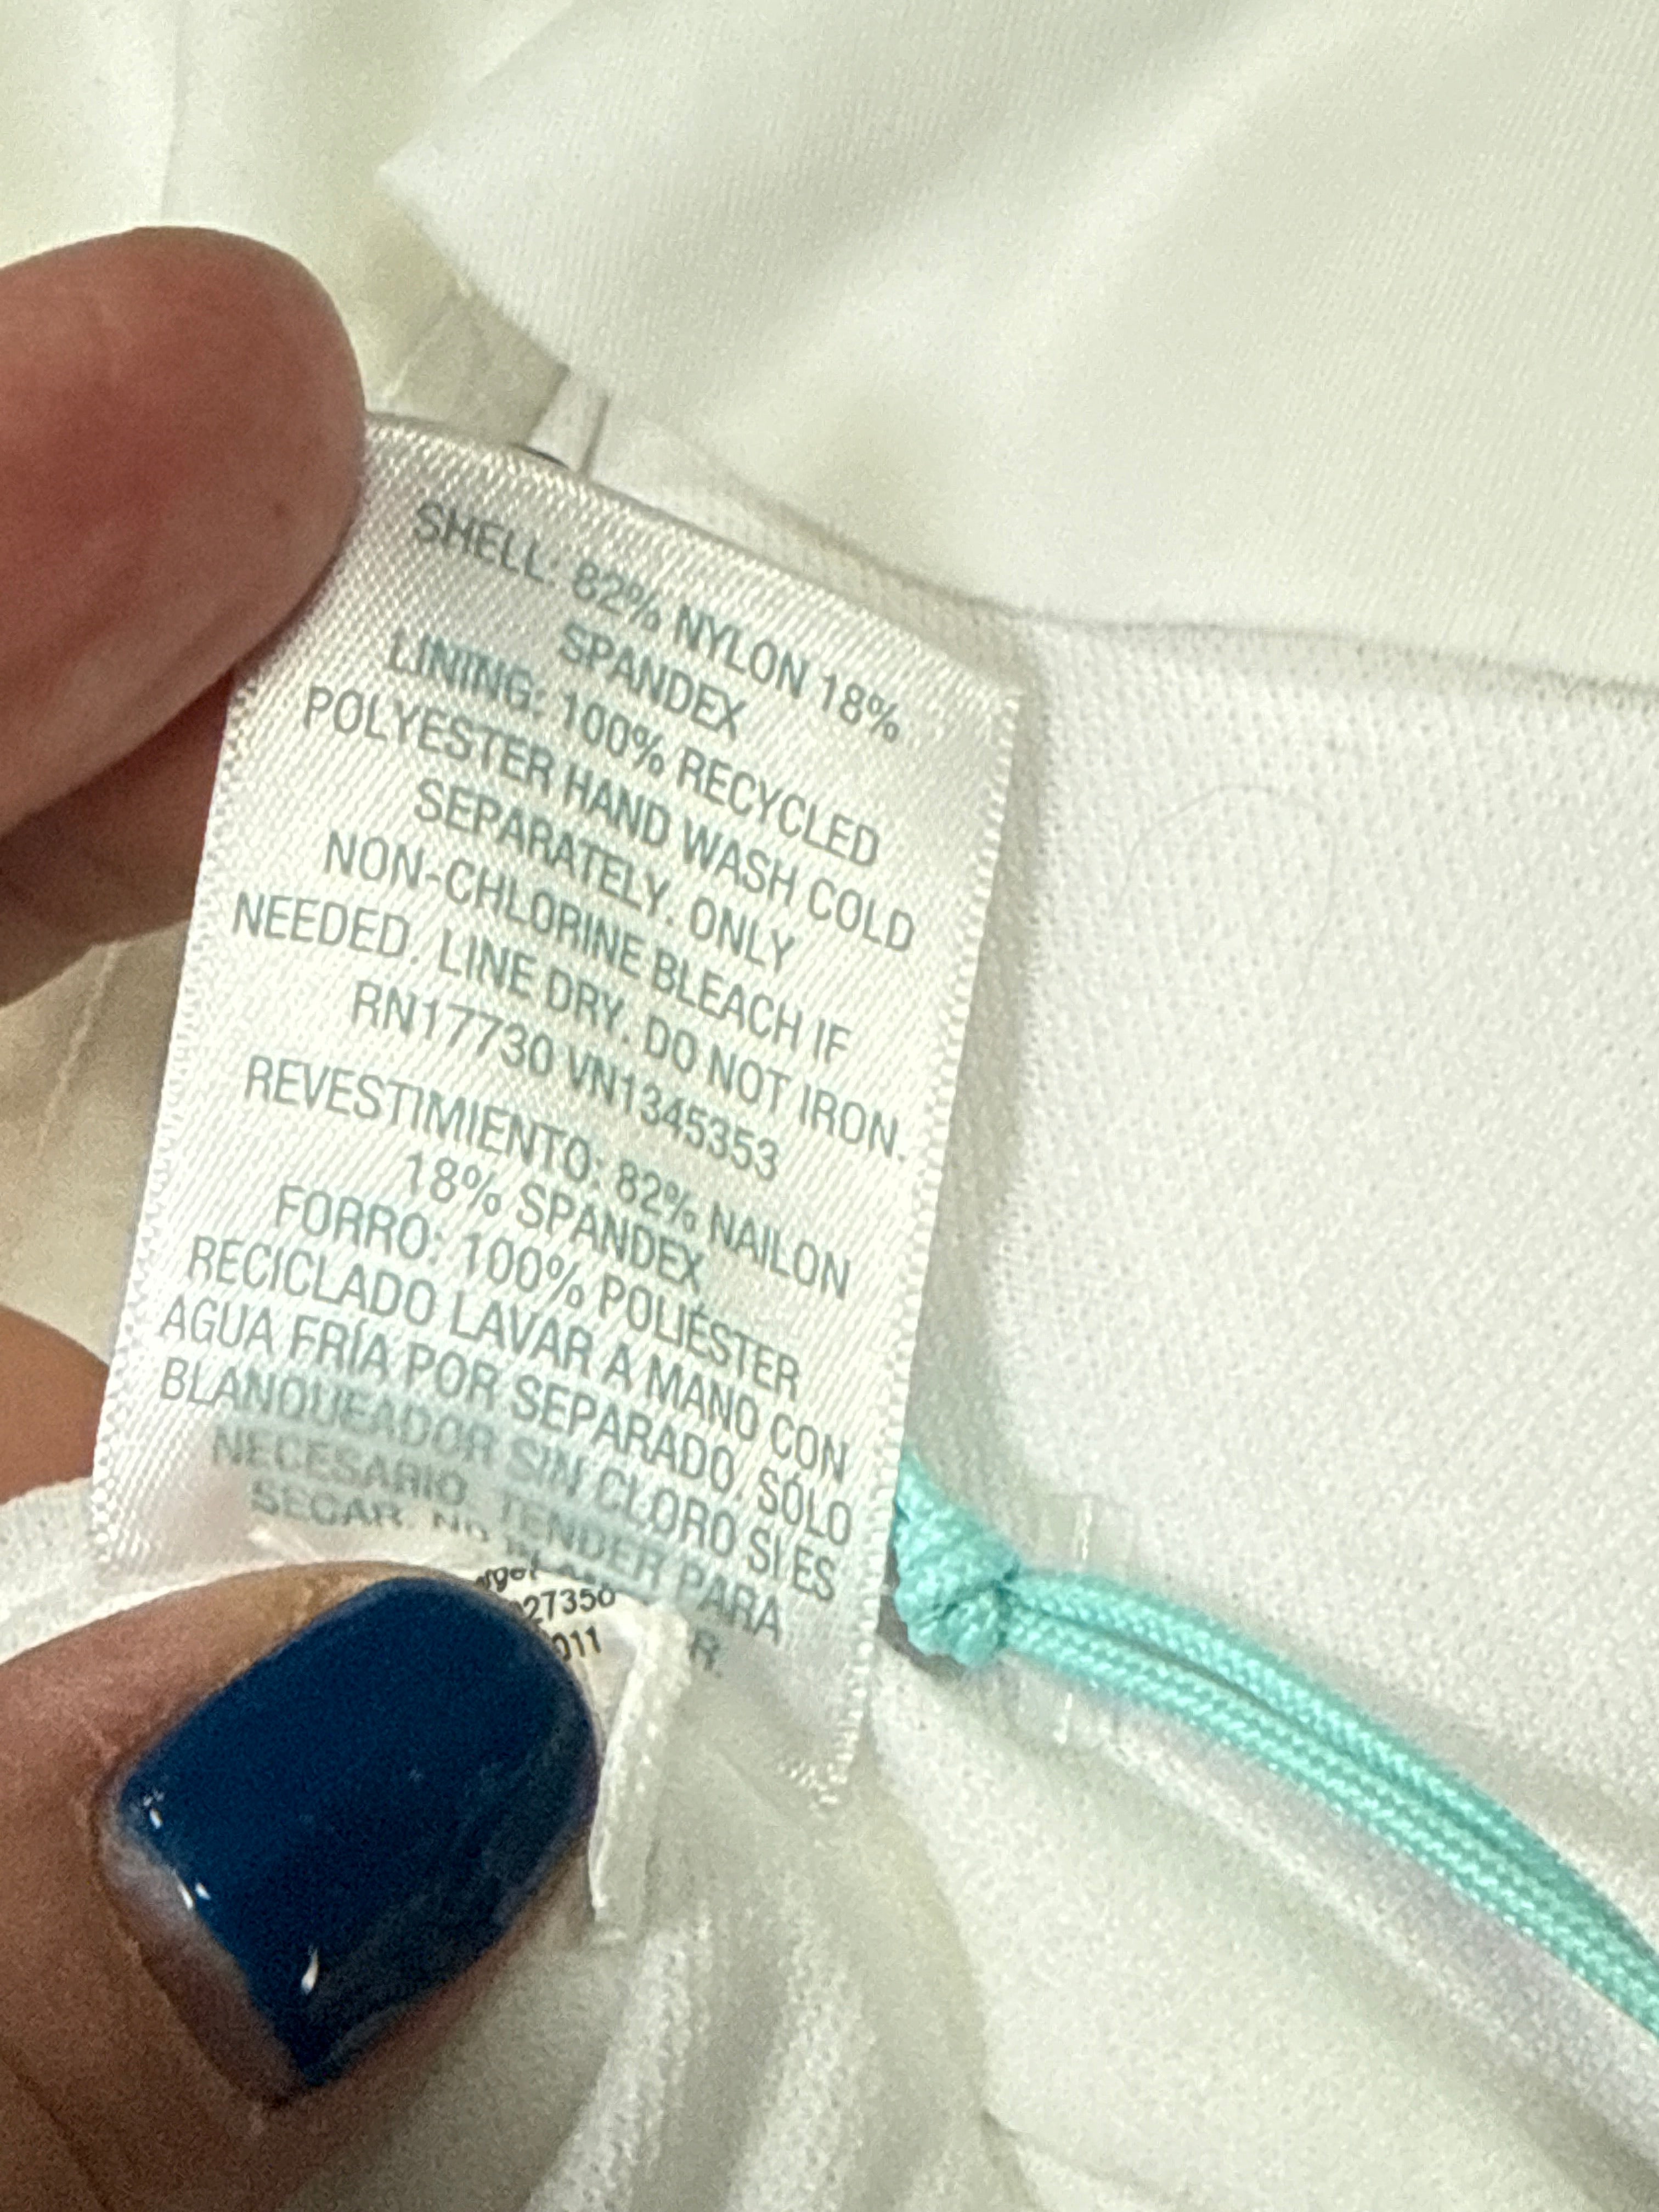 SHELL: 82% NYLON 18%
SPANDEX
LINING: 100% RECYCLED
POLYESTER HAND WASH COLD
SEPARATELY. ONLY
NON-CHLORINE BLEACH IF
NEEDED. LINE DRY. DO NOT IRON.
RN17730 VN1345353
REVESTIMIENTO: 82% NAILON
18% SPANDEX
FORRO: 100% POLIÉSTER
RECICLADO LAVAR A MANO CON
AGUA FRÍA POR SEPARADO. SÓLO
BLANQUEADOR SIN CLORO SI ES
NECESARIO. TENDER PARA
SECAR. NO